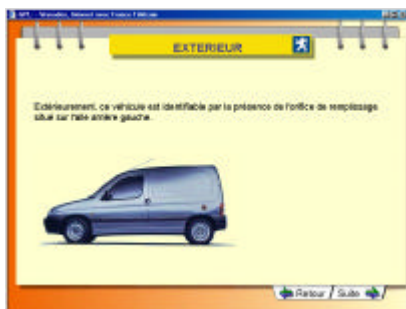 EXTERIEUR
Extérieurement, ce véhicule est identifiable par la présence de l'orifice de remplissage
situé sur l'aile arrière gauche.
Retour / Suite